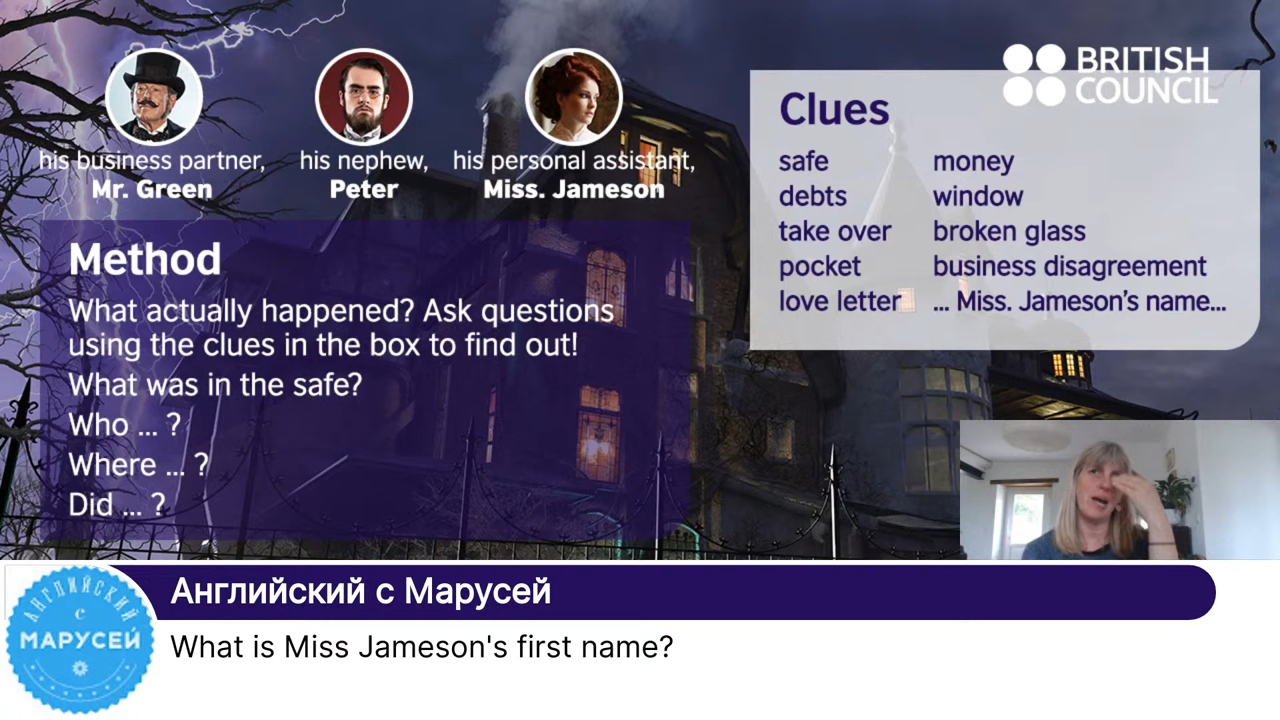 his business partner,
Mr. Green
his nephew,
Peter
his personal assistant,
Miss. Jameson
BRITISH
COUNCIL
Clues
safe
debts
take over
pocket
love letter
money
window
broken glass
business disagreement
... Miss. Jameson’s name...
Method
What actually happened? Ask questions
using the clues in the box to find out!
What was in the safe?
Who ... ?
Where ... ?
Did ... ?
АНГЛИЙСКИЙ
с
МАРУСЕЙ
Английский с Марусей
What is Miss Jameson's first name?